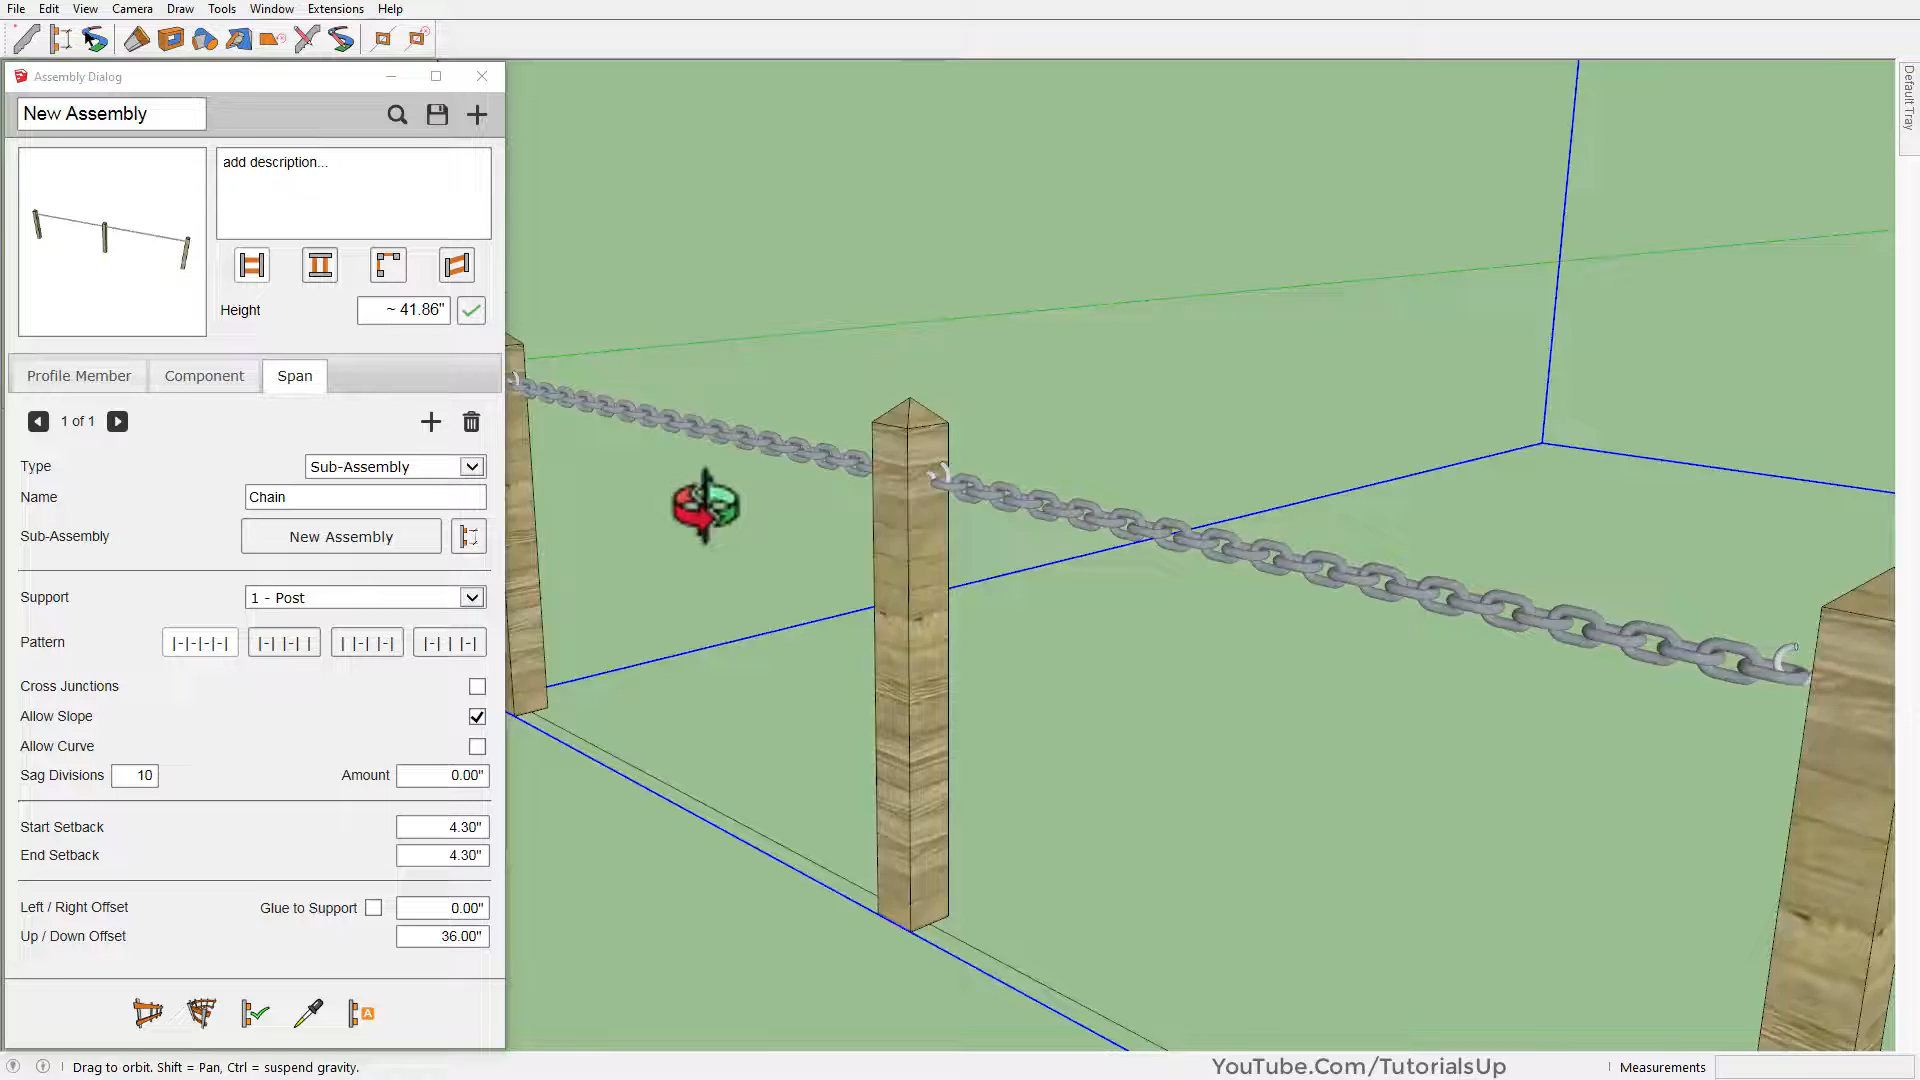 File Edit View Camera Draw Tools Window Extensions Help
Assembly Dialog
New Assembly
add description...
Height ~ 41.86"
Profile Member Component Span
1 of 1
Type Sub-Assembly
Name Chain
Sub-Assembly New Assembly
Support 1 - Post
Pattern |-|-|-|-| |-| |-| | | |-| |-| |-| | |-|
Cross Junctions
Allow Slope
Allow Curve
Sag Divisions 10 Amount 0.00"
Start Setback 4.30"
End Setback 4.30"
Left / Right Offset Glue to Support 0.00"
Up / Down Offset 36.00"
A
Default Tray
Drag to orbit. Shift = Pan, Ctrl = suspend gravity.
YouTube.Com/TutorialsUp
Measurements